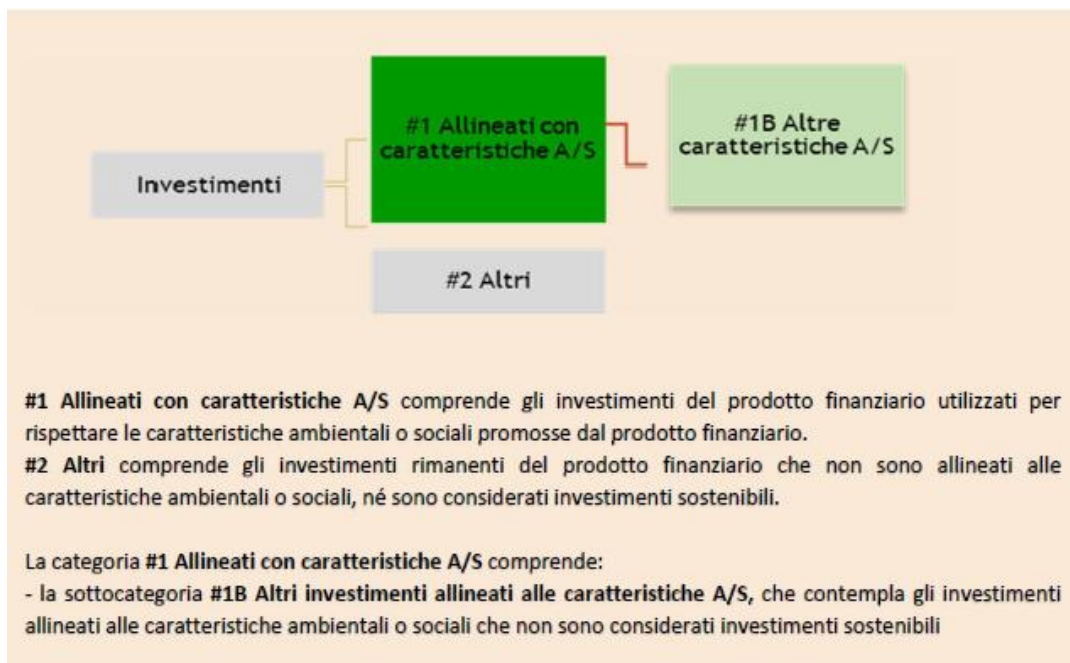 #1 Allineati con
caratteristiche A/S
#1B Altre
caratteristiche A/S
Investimenti
#2 Altri
#1 Allineati con caratteristiche A/S comprende gli investimenti del prodotto finanziario utilizzati per
rispettare le caratteristiche ambientali o sociali promosse dal prodotto finanziario.
#2 Altri comprende gli investimenti rimanenti del prodotto finanziario che non sono allineati alle
caratteristiche ambientali o sociali, né sono considerati investimenti sostenibili.
La categoria #1 Allineati con caratteristiche A/S comprende:
- la sottocategoria #1B Altri investimenti allineati alle caratteristiche A/S, che contempla gli investimenti
allineati alle caratteristiche ambientali o sociali che non sono considerati investimenti sostenibili